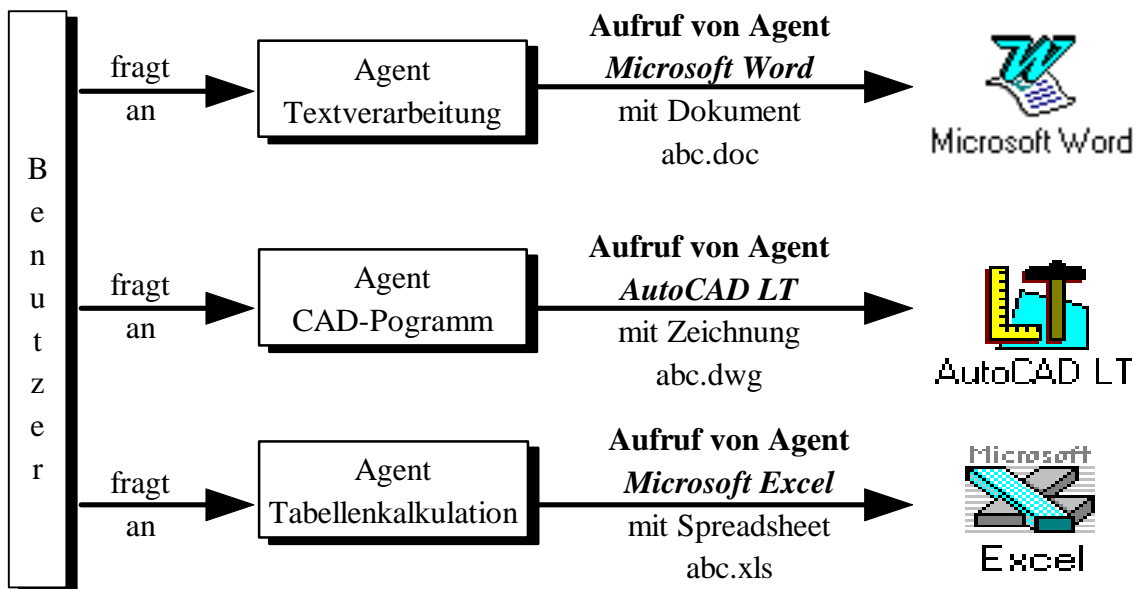 Benutzer
fragt
an
Agent
Textverarbeitung
Aufruf von Agent
Microsoft Word
mit Dokument
abc.doc
Microsoft Word
fragt
an
Agent
CAD-Pogramm
Aufruf von Agent
AutoCAD LT
mit Zeichnung
abc.dwg
LT
AutoCAD LT
fragt
an
Agent
Tabellenkalkulation
Aufruf von Agent
Microsoft Excel
mit Spreadsheet
abc.xls
Microsoft
Excel